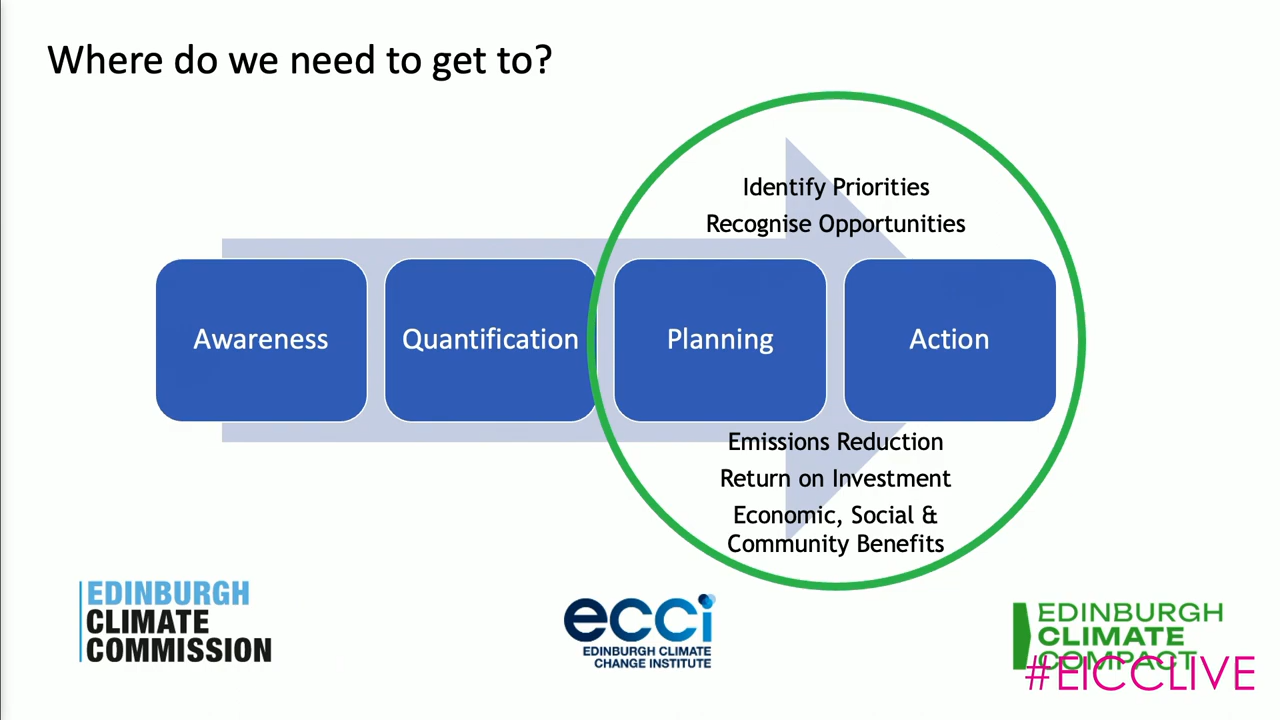 Where do we need to get to?
Identify Priorities
Recognise Opportunities
Awareness
Quantification
Planning
Action
Emissions Reduction
Return on Investment
Economic, Social &
Community Benefits
EDINBURGH
CLIMATE
COMMISSION
ecci
EDINBURGH CLIMATE
CHANGE INSTITUTE
EDINBURGH
CLIMATE
COMPACT
#EICCLIVE